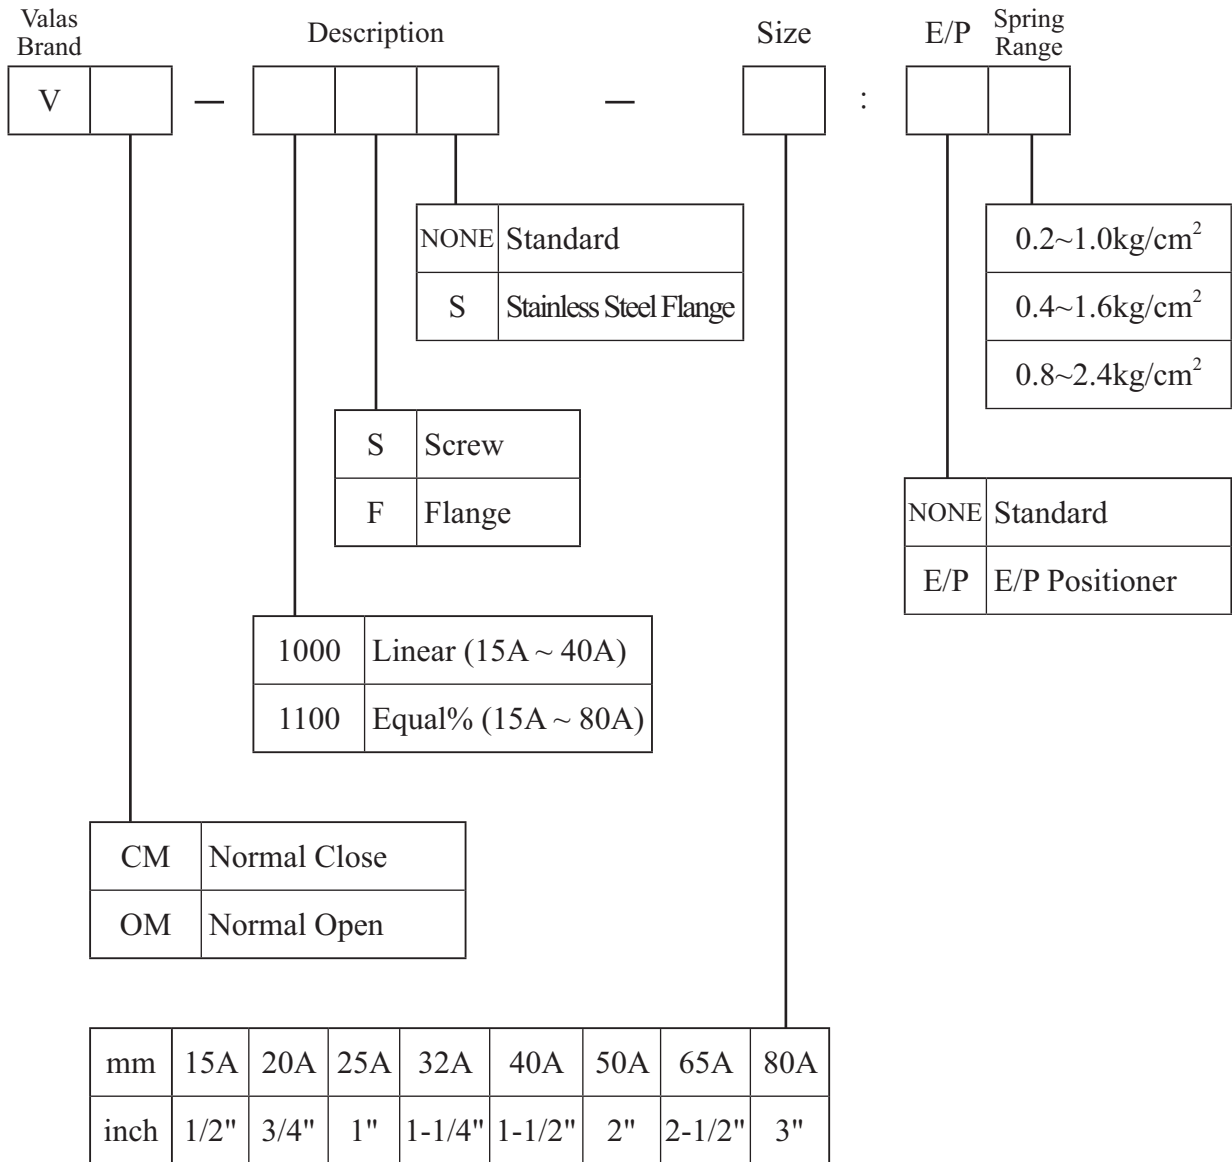 Valas Brand
Description
Size
E/P
Spring Range
V — — :
NONE Standard
S Stainless Steel Flange
0.2~1.0kg/cm²
0.4~1.6kg/cm²
0.8~2.4kg/cm²
S Screw
F Flange
NONE Standard
E/P E/P Positioner
1000 Linear (15A ~ 40A)
1100 Equal% (15A ~ 80A)
CM Normal Close
OM Normal Open
mm 15A 20A 25A 32A 40A 50A 65A 80A
inch 1/2" 3/4" 1" 1-1/4" 1-1/2" 2" 2-1/2" 3"